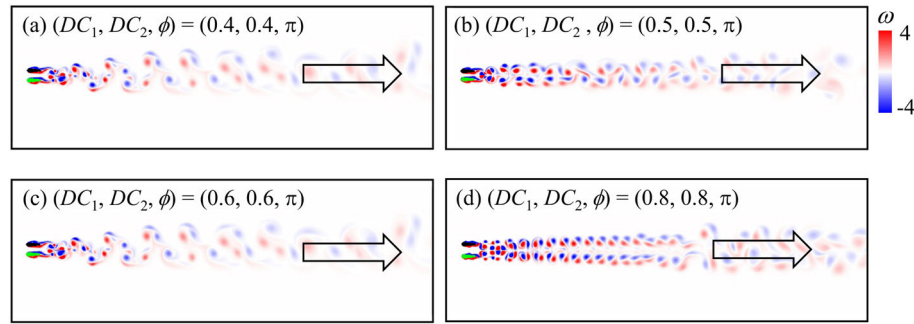 (a) (DC₁, DC₂, ϕ) = (0.4, 0.4, π)
(b) (DC₁, DC₂ , ϕ) = (0.5, 0.5, π)
ω
4
-4
(c) (DC₁, DC₂, ϕ) = (0.6, 0.6, π)
(d) (DC₁, DC₂, ϕ) = (0.8, 0.8, π)